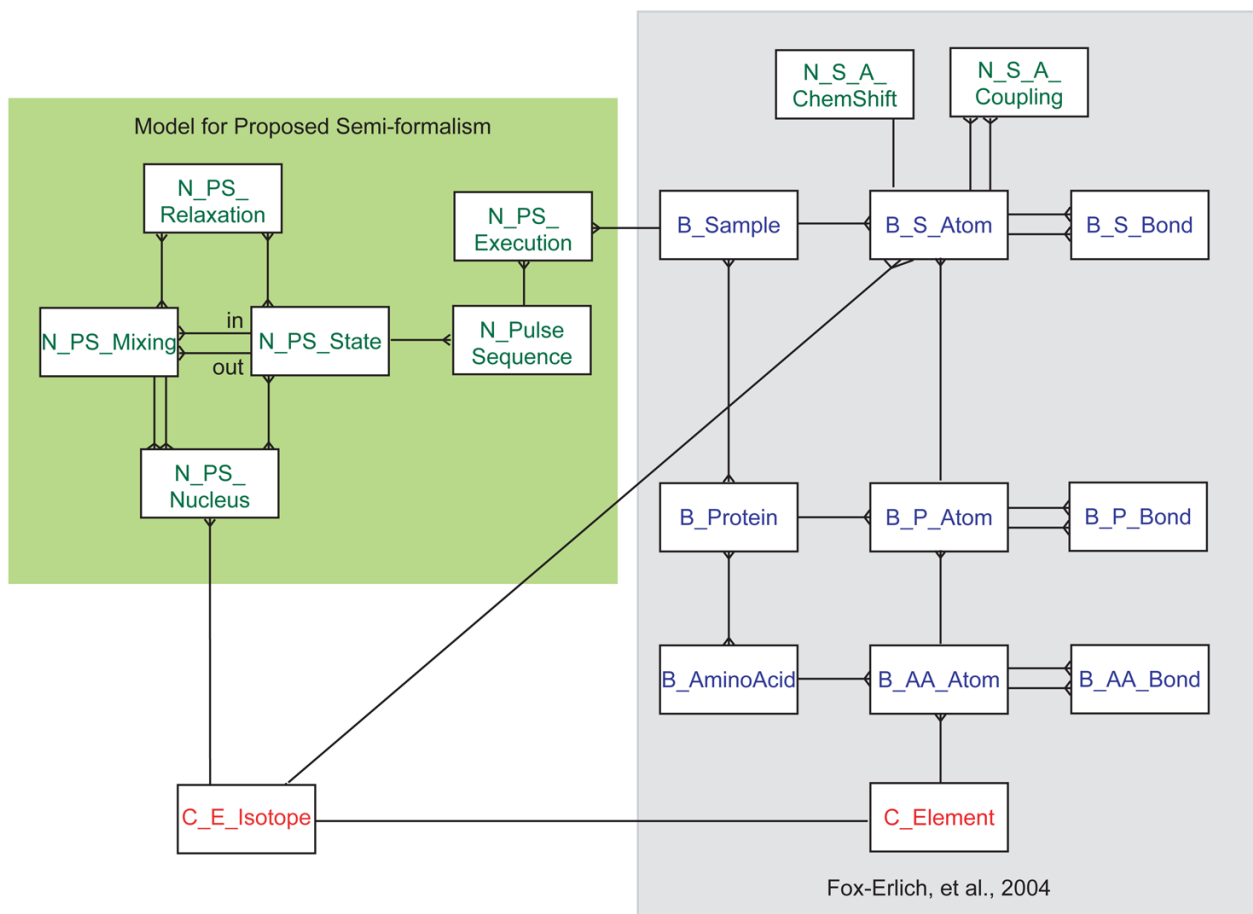 N_S_A_
ChemShift
N_S_A_
Coupling
Model for Proposed Semi-formalism
N_PS_
Relaxation
N_PS_
Execution
B_Sample
B_S_Atom
B_S_Bond
N_PS_Mixing
in
out
N_PS_State
N_Pulse
Sequence
N_PS_
Nucleus
B_Protein
B_P_Atom
B_P_Bond
B_AminoAcid
B_AA_Atom
B_AA_Bond
C_E_Isotope
C_Element
Fox-Erlich, et al., 2004